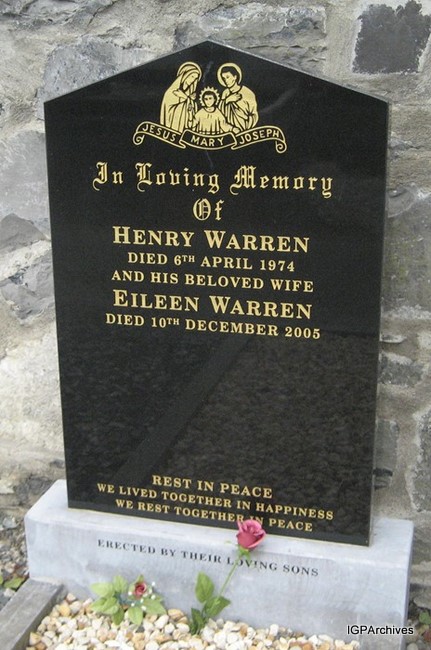 JESUS MARY JOSEPH
In Loving Memory
Of
HENRY WARREN
DIED 6TH APRIL 1974
AND HIS BELOVED WIFE
EILEEN WARREN
DIED 10TH DECEMBER 2005
REST IN PEACE
WE LIVED TOGETHER IN HAPPINESS
WE REST TOGETHER IN PEACE
ERECTED BY THEIR LOVING SONS
IGPArchives